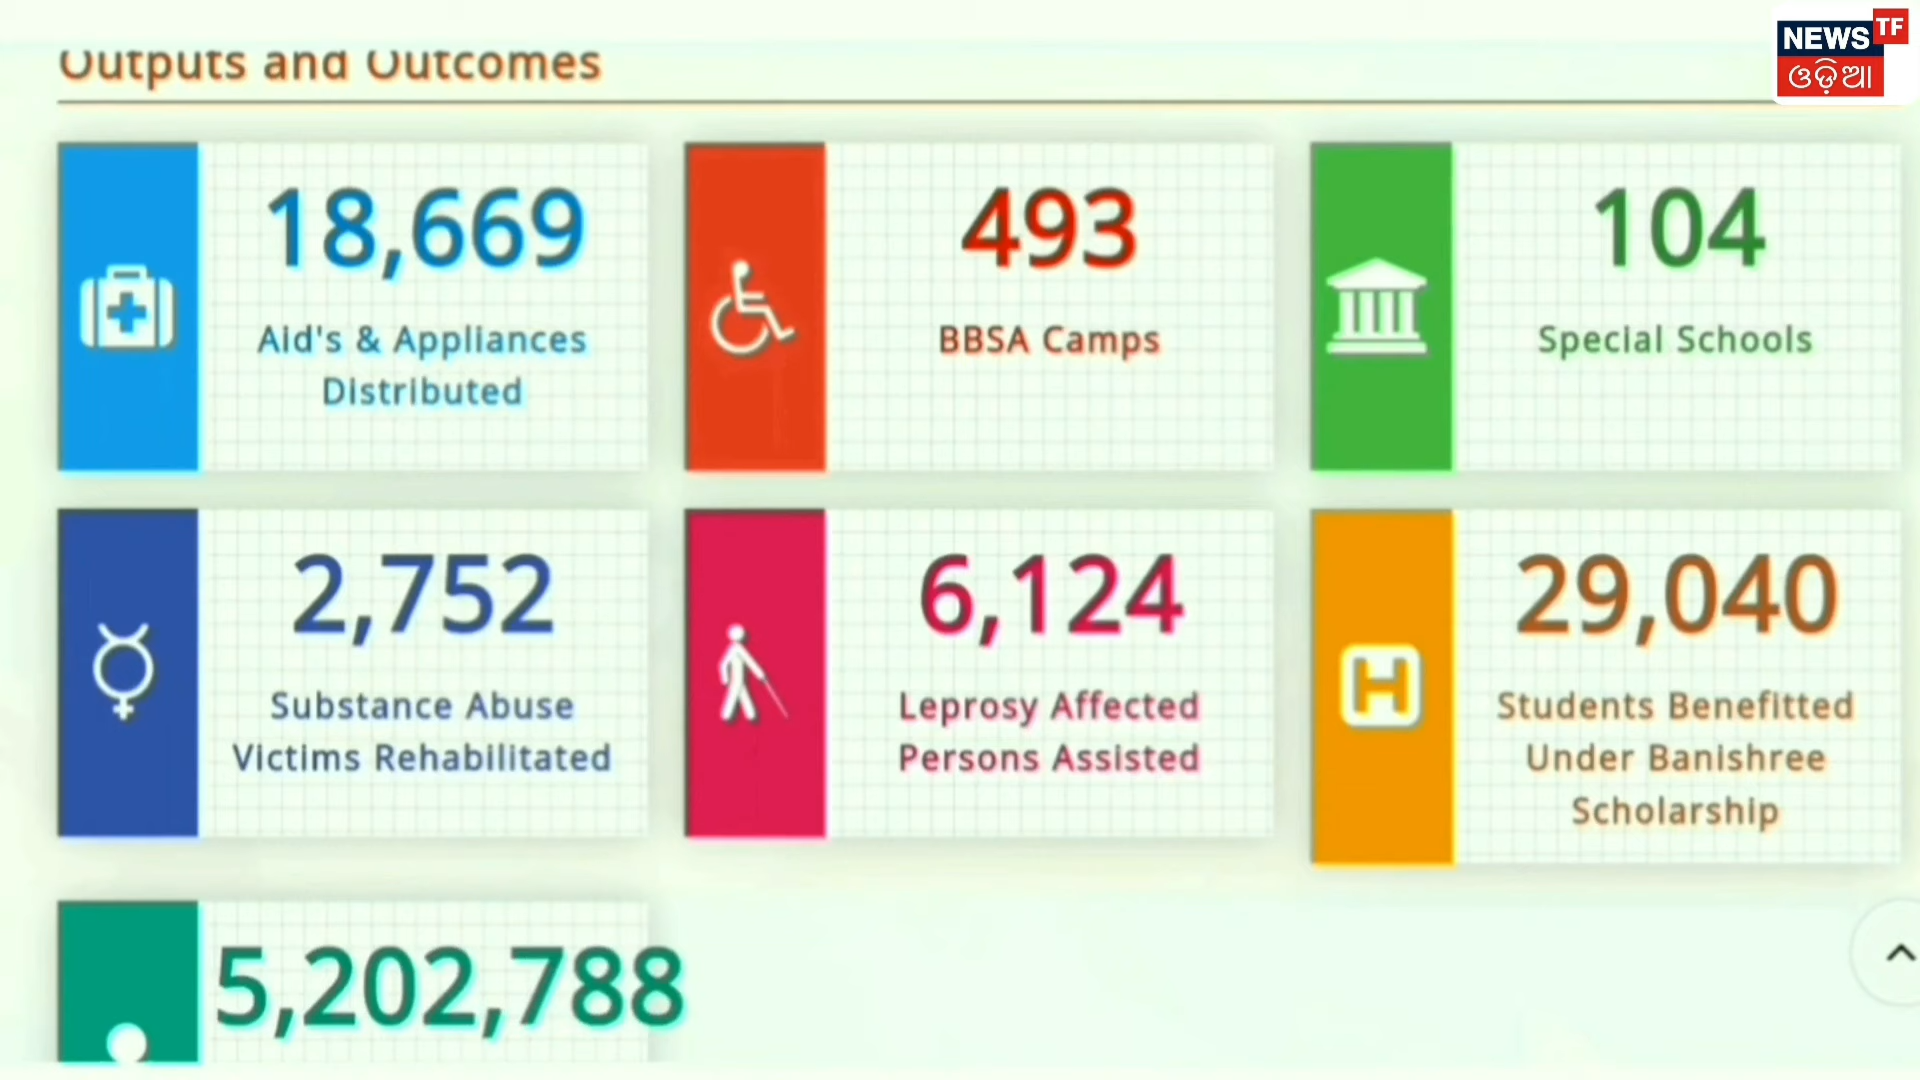 NEWS TF
ଓଡ଼ିଆ
Outputs and Outcomes
18,669
Aid's & Appliances
Distributed
493
BBSA Camps
104
Special Schools
2,752
Substance Abuse
Victims Rehabilitated
6,124
Leprosy Affected
Persons Assisted
H
29,040
Students Benefitted
Under Banishree
Scholarship
5,202,788